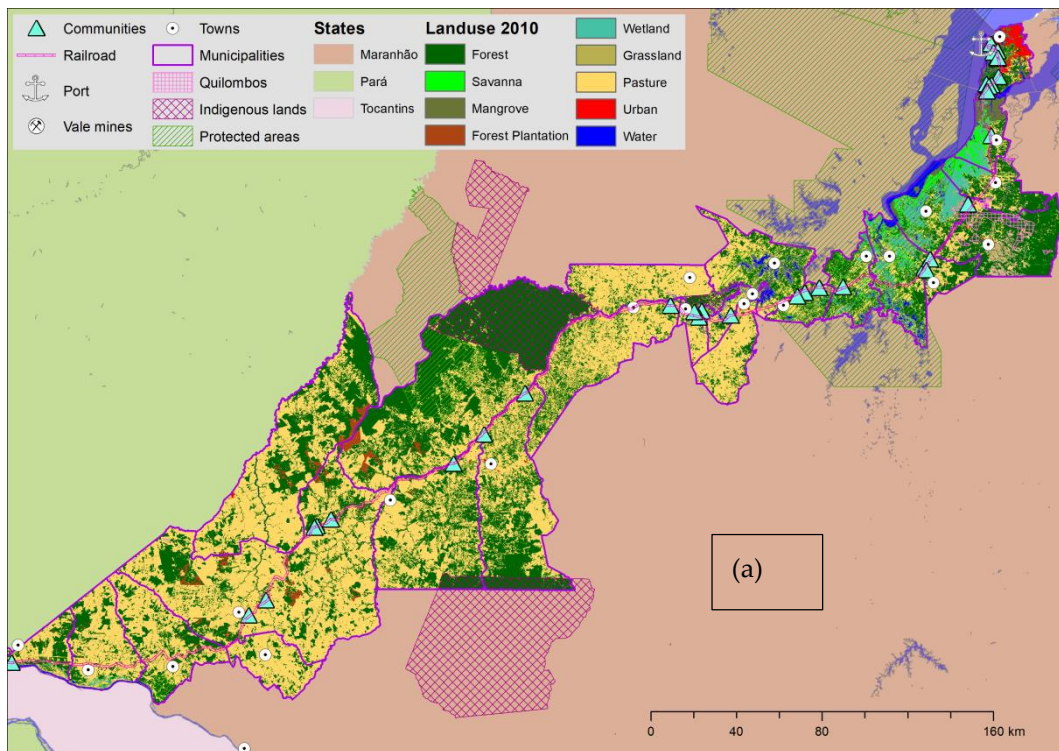 Communities
Railroad
Port
Vale mines
Towns
Municipalities
Quilombos
Indigenous lands
Protected areas
States
Maranhão
Pará
Tocantins
Landuse 2010
Forest
Savanna
Mangrove
Forest Plantation
Wetland
Grassland
Pasture
Urban
Water
(a)
0 40 80 160 km